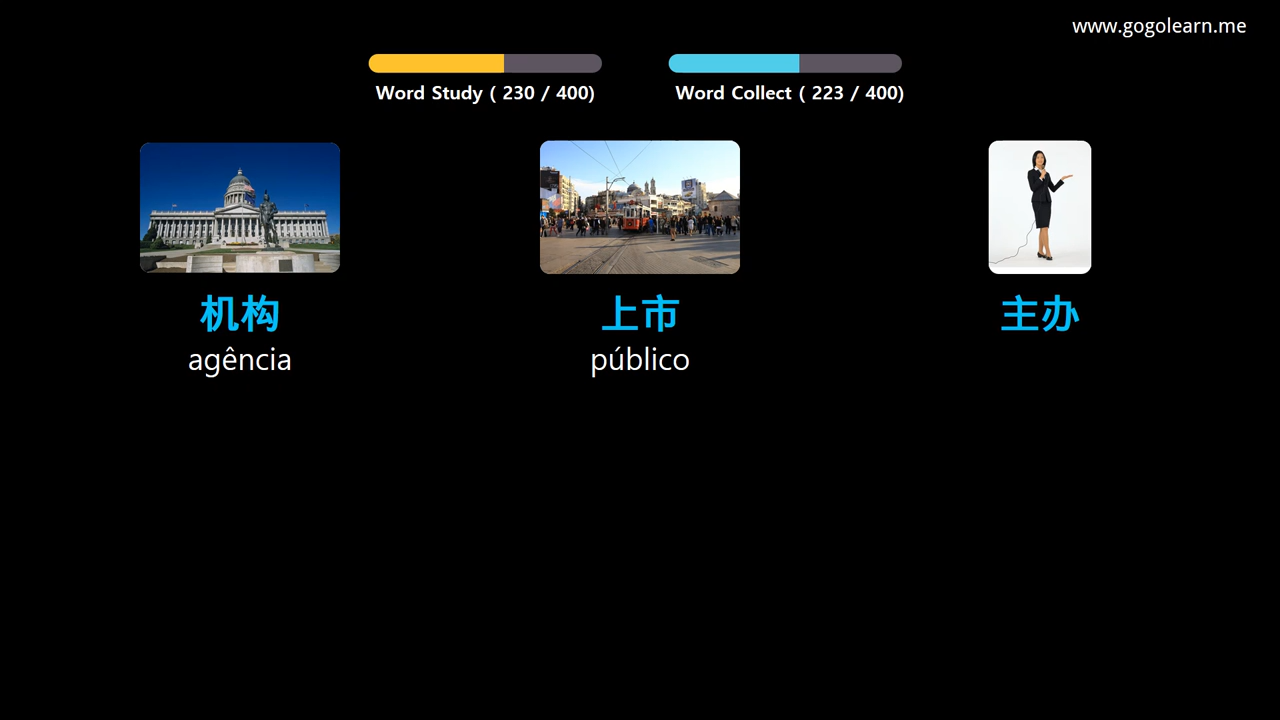 www.gogolearn.me
Word Study ( 230 / 400)
Word Collect ( 223 / 400)
机构
agência
上市
público
主办